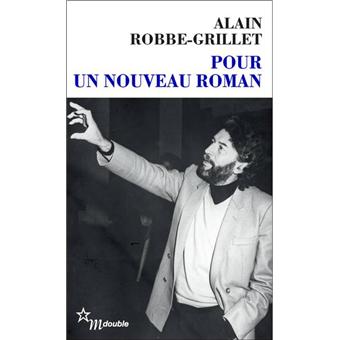 ALAIN
ROBBE-GRILLET
POUR
UN NOUVEAU ROMAN
m double